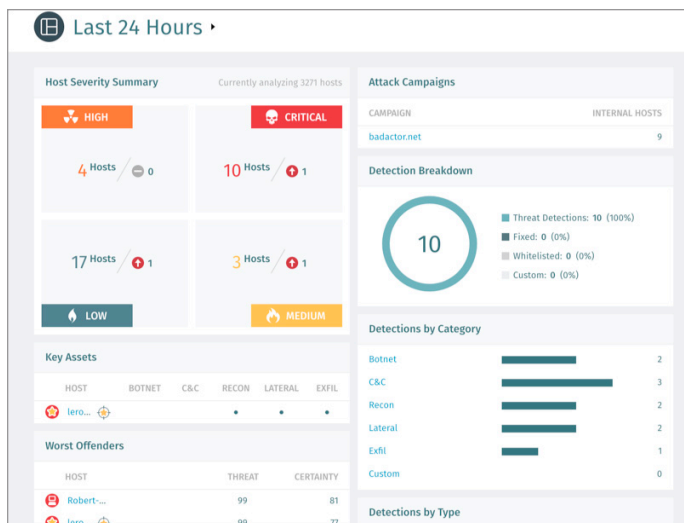 Last 24 Hours
Host Severity Summary
Currently analyzing 3271 hosts
HIGH
CRITICAL
4 Hosts / 0
10 Hosts / 1
17 Hosts / 1
3 Hosts / 1
LOW
MEDIUM
Key Assets
HOST BOTNET C&C RECON LATERAL EXFIL
lero... • • •
Worst Offenders
HOST THREAT CERTAINTY
Robert-... 99 81
lero... 99 77
Attack Campaigns
CAMPAIGN INTERNAL HOSTS
badactor.net 9
Detection Breakdown
10
Threat Detections: 10 (100%)
Fixed: 0 (0%)
Whitelisted: 0 (0%)
Custom: 0 (0%)
Detections by Category
Botnet 2
C&C 3
Recon 2
Lateral 2
Exfil 1
Custom 0
Detections by Type